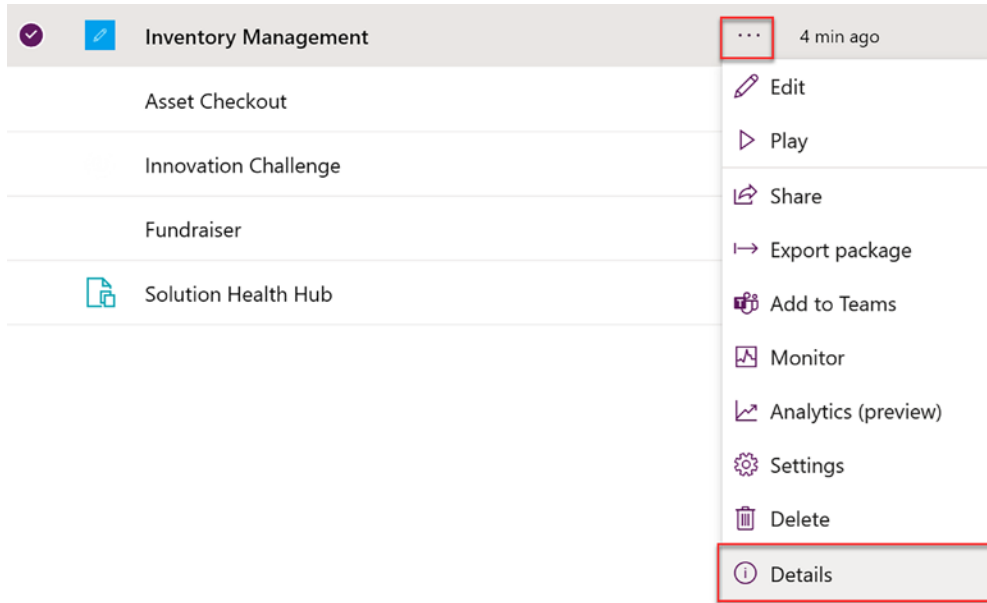 Inventory Management ... 4 min ago
Asset Checkout
Innovation Challenge
Fundraiser
Solution Health Hub
Edit
Play
Share
Export package
Add to Teams
Monitor
Analytics (preview)
Settings
Delete
Details